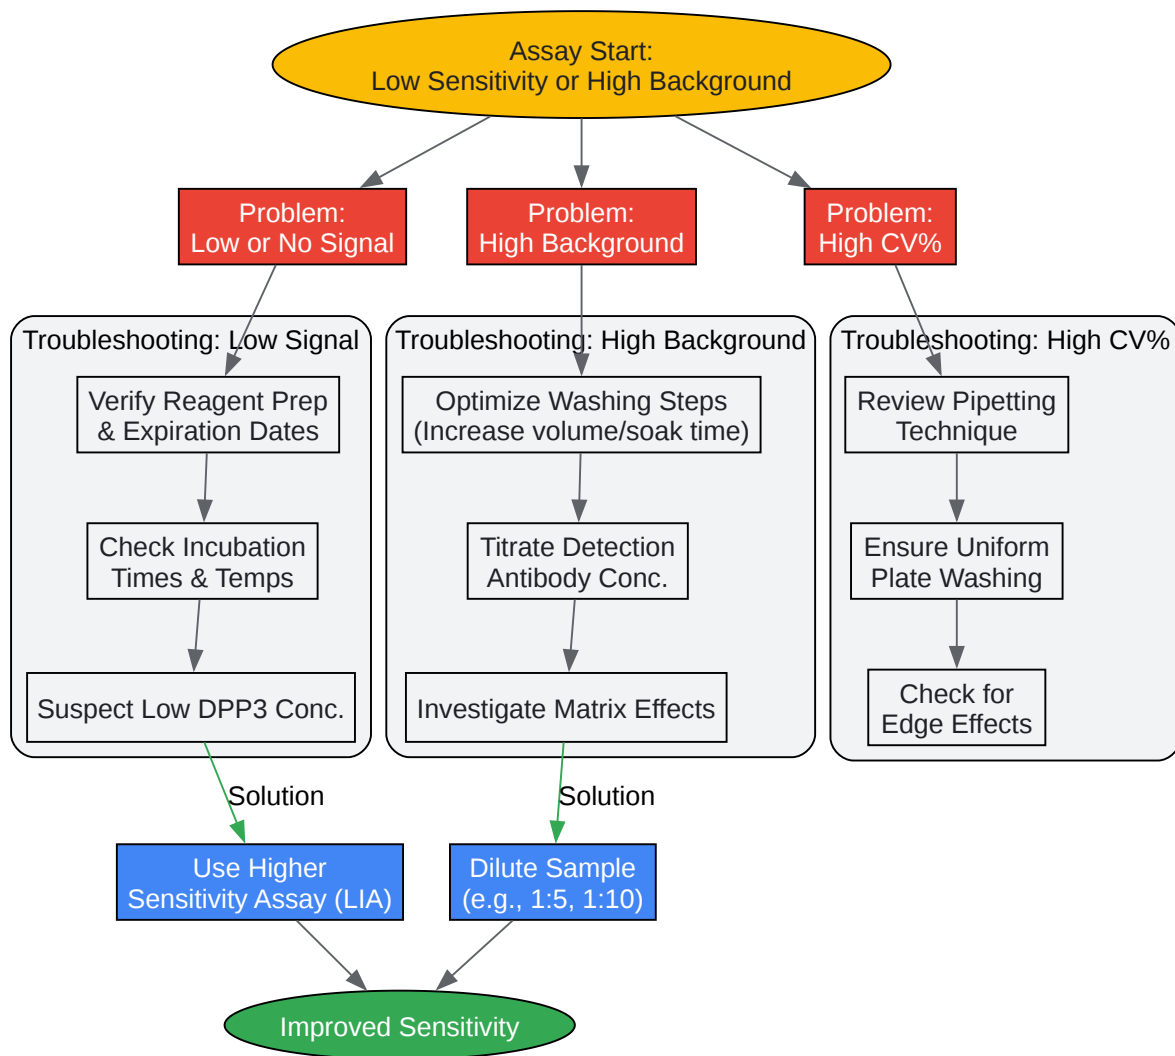 Assay Start:
Low Sensitivity or High Background
Problem:
Low or No Signal
Problem:
High Background
Problem:
High CV%
Troubleshooting: Low Signal
Verify Reagent Prep
& Expiration Dates
Check Incubation
Times & Temps
Suspect Low DPP3 Conc.
Troubleshooting: High Background
Optimize Washing Steps
(Increase volume/soak time)
Titrate Detection
Antibody Conc.
Investigate Matrix Effects
Troubleshooting: High CV%
Review Pipetting
Technique
Ensure Uniform
Plate Washing
Check for
Edge Effects
Solution
Solution
Use Higher
Sensitivity Assay (LIA)
Dilute Sample
(e.g., 1:5, 1:10)
Improved Sensitivity